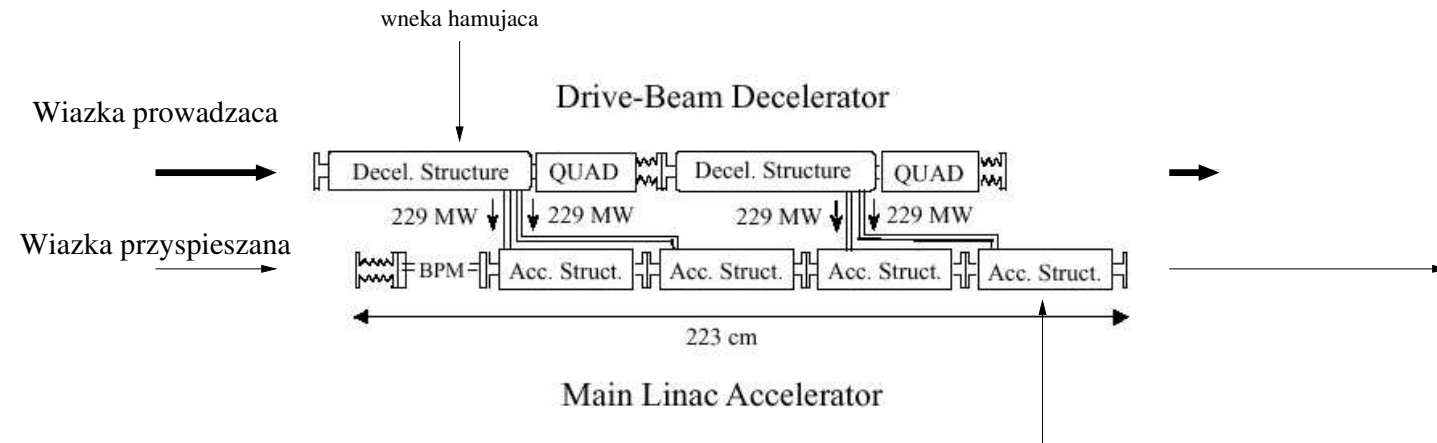 wneka hamujaca
Drive-Beam Decelerator
Wiazka prowadzaca
Decel. Structure QUAD Decel. Structure QUAD
229 MW 229 MW 229 MW 229 MW
Wiazka przyspieszana
BPM Acc. Struct. Acc. Struct. Acc. Struct. Acc. Struct.
223 cm
Main Linac Accelerator